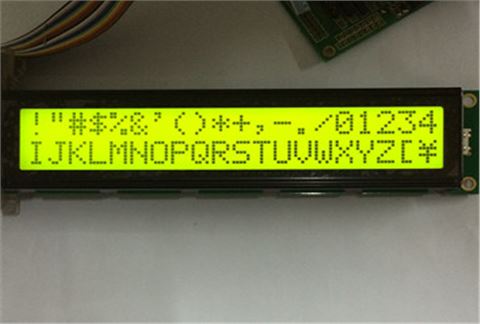 !"#$%&'()*+,-./01234
IJKLMNOPQRSTUVWXYZ[¥